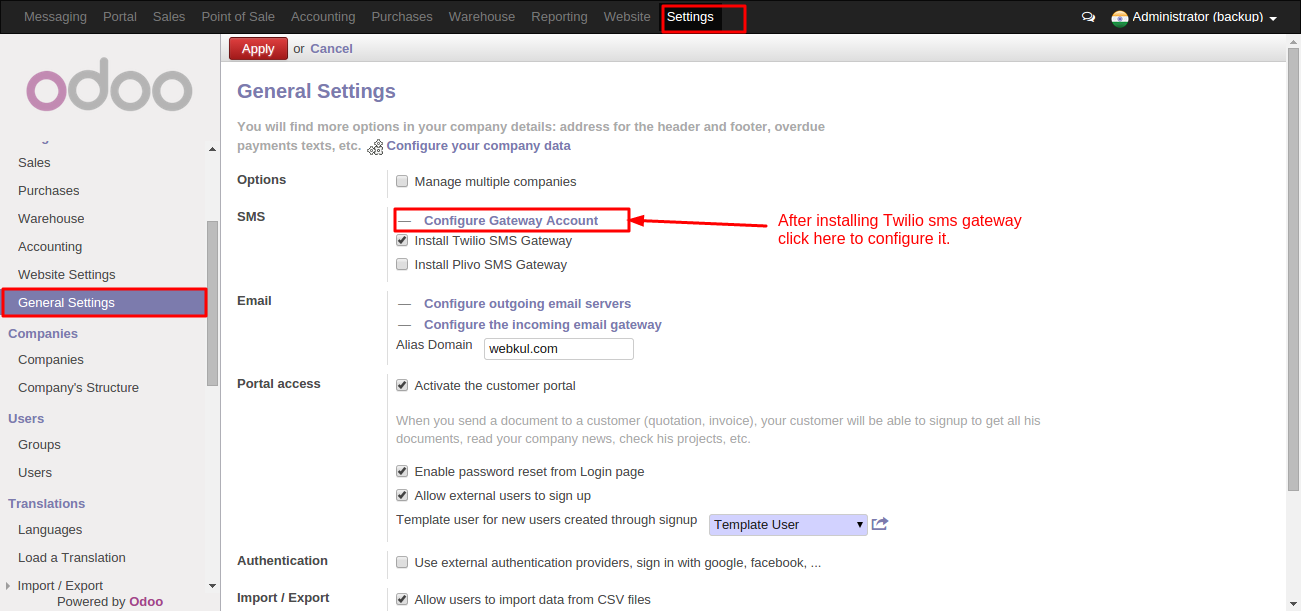 Messaging Portal Sales Point of Sale Accounting Purchases Warehouse Reporting Website Settings Administrator (backup)
odoo
Sales
Purchases
Warehouse
Accounting
Website Settings
General Settings
Companies
Companies
Company's Structure
Users
Groups
Users
Translations
Languages
Load a Translation
Import / Export
Powered by Odoo
Apply or Cancel
General Settings
You will find more options in your company details: address for the header and footer, overdue
payments texts, etc. Configure your company data
Options
Manage multiple companies
SMS
— Configure Gateway Account
Install Twilio SMS Gateway
Install Plivo SMS Gateway
After installing Twilio sms gateway
click here to configure it.
Email
— Configure outgoing email servers
— Configure the incoming email gateway
Alias Domain webkul.com
Portal access
Activate the customer portal
When you send a document to a customer (quotation, invoice), your customer will be able to signup to get all his
documents, read your company news, check his projects, etc.
Enable password reset from Login page
Allow external users to sign up
Template user for new users created through signup Template User
Authentication
Use external authentication providers, sign in with google, facebook, ...
Import / Export
Allow users to import data from CSV files